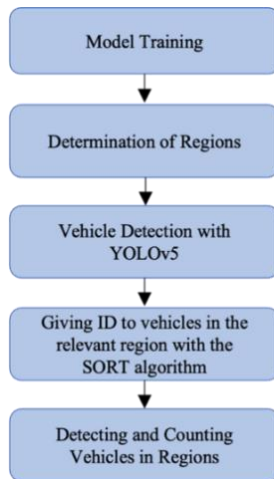 Model Training
Determination of Regions
Vehicle Detection with
YOLOv5
Giving ID to vehicles in the
relevant region with the
SORT algorithm
Detecting and Counting
Vehicles in Regions